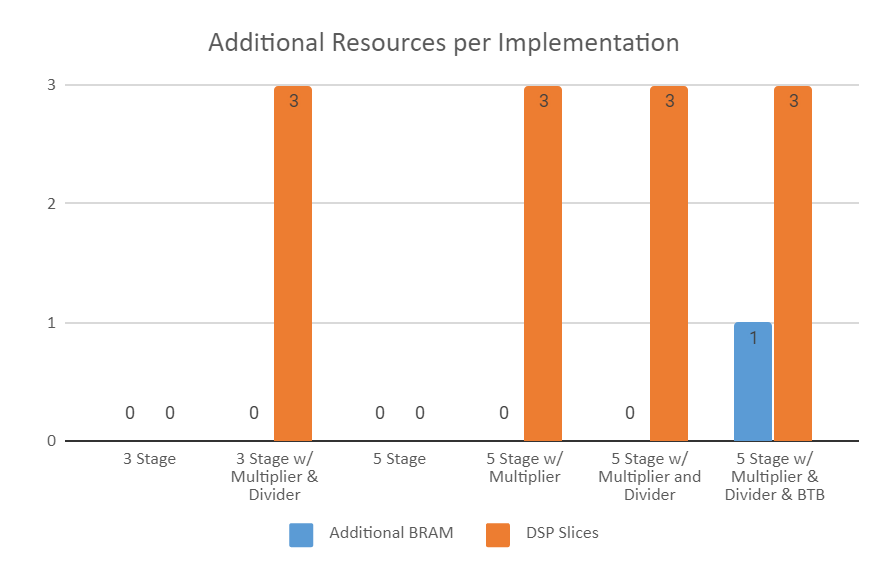 Additional Resources per Implementation
3
2
1
0
0 0
0 3
0 0
0 3
0 3
1 3
3 Stage
3 Stage w/
Multiplier &
Divider
5 Stage
5 Stage w/
Multiplier
5 Stage w/
Multiplier and
Divider
5 Stage w/
Multiplier &
Divider & BTB
Additional BRAM
DSP Slices